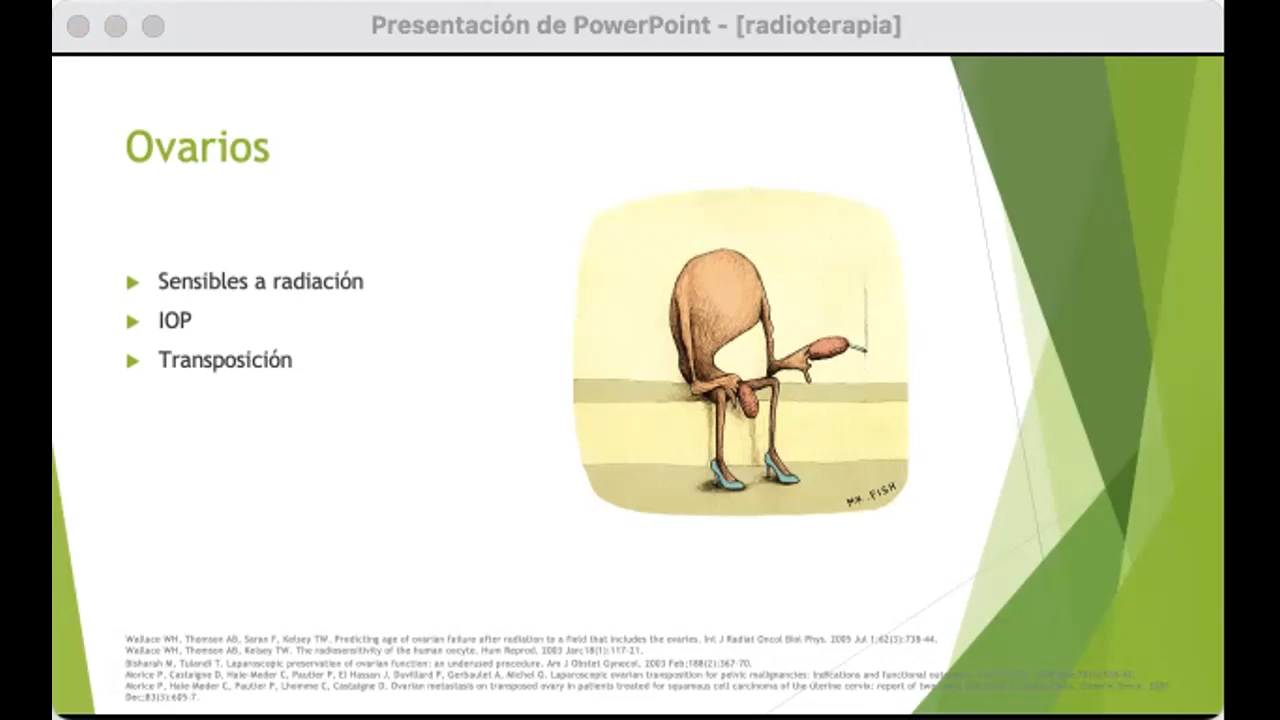 Presentación de PowerPoint - [radioterapia]
Ovarios
Sensibles a radiación
IOP
Transposición
MR. FISH
Wallace WH, Thomson AB, Saran F, Kelsey TW. Predicting age of ovarian failure after radiation to a field that includes the ovaries. Int J Radiat Oncol Biol Phys. 2005 Jul 1;62(3):738-44.
Wallace WH, Thomson AB, Kelsey TW. The radiosensitivity of the human oocyte. Hum Reprod. 2003 Jan;18(1):117-21.
Bisharah M, Tulandi T. Laparoscopic preservation of ovarian function: an underused procedure. Am J Obstet Gynecol. 2003 Feb;188(2):367-70.
Morice P, Castaigne D, Haie-Meder C, Pautier P, El Hassan J, Duvillard P, Gerbaulet A, Michel G. Laparoscopic ovarian transposition for pelvic malignancies: indications and functional
Morice P, Haie-Meder C, Pautier P, Lhomme C, Castaigne D. Ovarian metastasis on transposed ovary in patients treated for squamous cell carcinoma of the uterine cervix: report of
Dec;83(3):605-7.